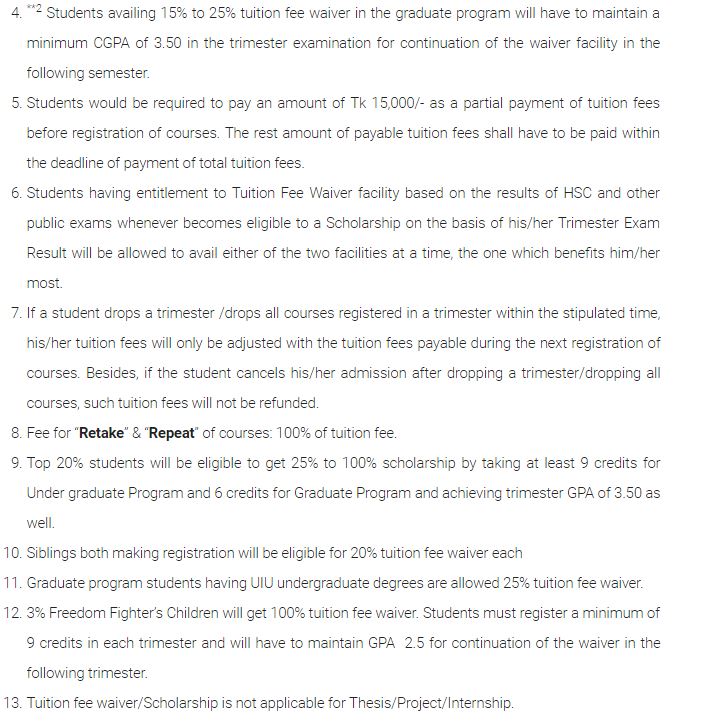 4. **2 Students availing 15% to 25% tuition fee waiver in the graduate program will have to maintain a
minimum CGPA of 3.50 in the trimester examination for continuation of the waiver facility in the
following semester.
5. Students would be required to pay an amount of Tk 15,000/- as a partial payment of tuition fees
before registration of courses. The rest amount of payable tuition fees shall have to be paid within
the deadline of payment of total tuition fees.
6. Students having entitlement to Tuition Fee Waiver facility based on the results of HSC and other
public exams whenever becomes eligible to a Scholarship on the basis of his/her Trimester Exam
Result will be allowed to avail either of the two facilities at a time, the one which benefits him/her
most.
7. If a student drops a trimester /drops all courses registered in a trimester within the stipulated time,
his/her tuition fees will only be adjusted with the tuition fees payable during the next registration of
courses. Besides, if the student cancels his/her admission after dropping a trimester/dropping all
courses, such tuition fees will not be refunded.
8. Fee for "Retake" & "Repeat" of courses: 100% of tuition fee.
9. Top 20% students will be eligible to get 25% to 100% scholarship by taking at least 9 credits for
Under graduate Program and 6 credits for Graduate Program and achieving trimester GPA of 3.50 as
well.
10. Siblings both making registration will be eligible for 20% tuition fee waiver each
11. Graduate program students having UIU undergraduate degrees are allowed 25% tuition fee waiver.
12. 3% Freedom Fighter's Children will get 100% tuition fee waiver. Students must register a minimum of
9 credits in each trimester and will have to maintain GPA 2.5 for continuation of the waiver in the
following trimester.
13. Tuition fee waiver/Scholarship is not applicable for Thesis/Project/Internship.